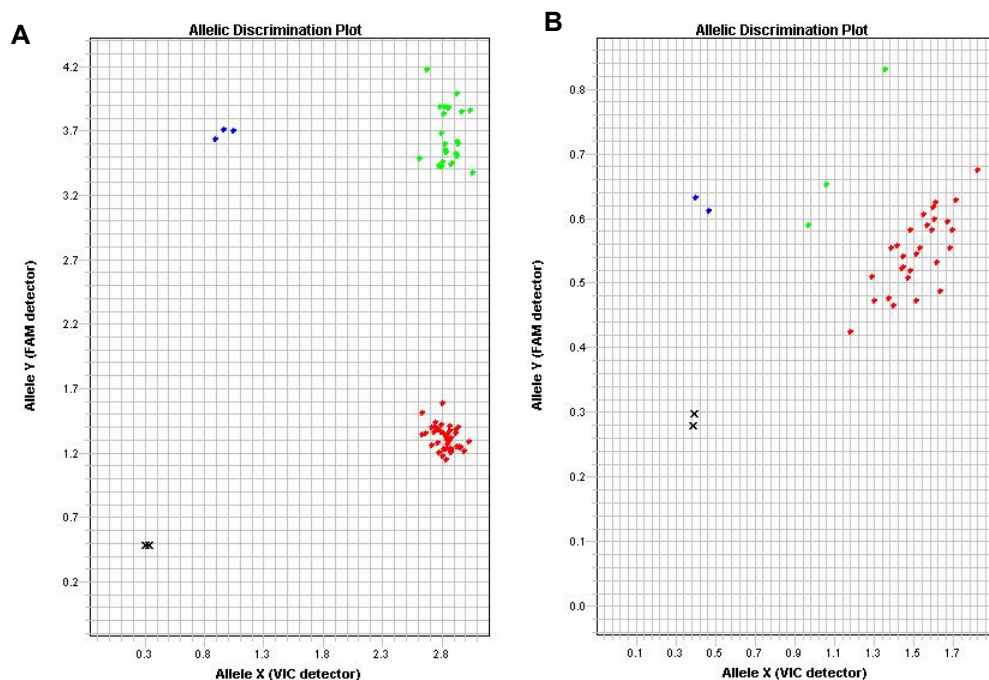 A
Allelic Discrimination Plot
4.2
3.7
3.2
2.7
2.2
1.7
1.2
0.7
0.2
Allele Y (FAM detector)
0.3 0.8 1.3 1.8 2.3 2.8
Allele X (VIC detector)
B
Allelic Discrimination Plot
0.8
0.7
0.6
0.5
0.4
0.3
0.2
0.1
0.0
Allele Y (FAM detector)
0.1 0.3 0.5 0.7 0.9 1.1 1.3 1.5 1.7
Allele X (VIC detector)